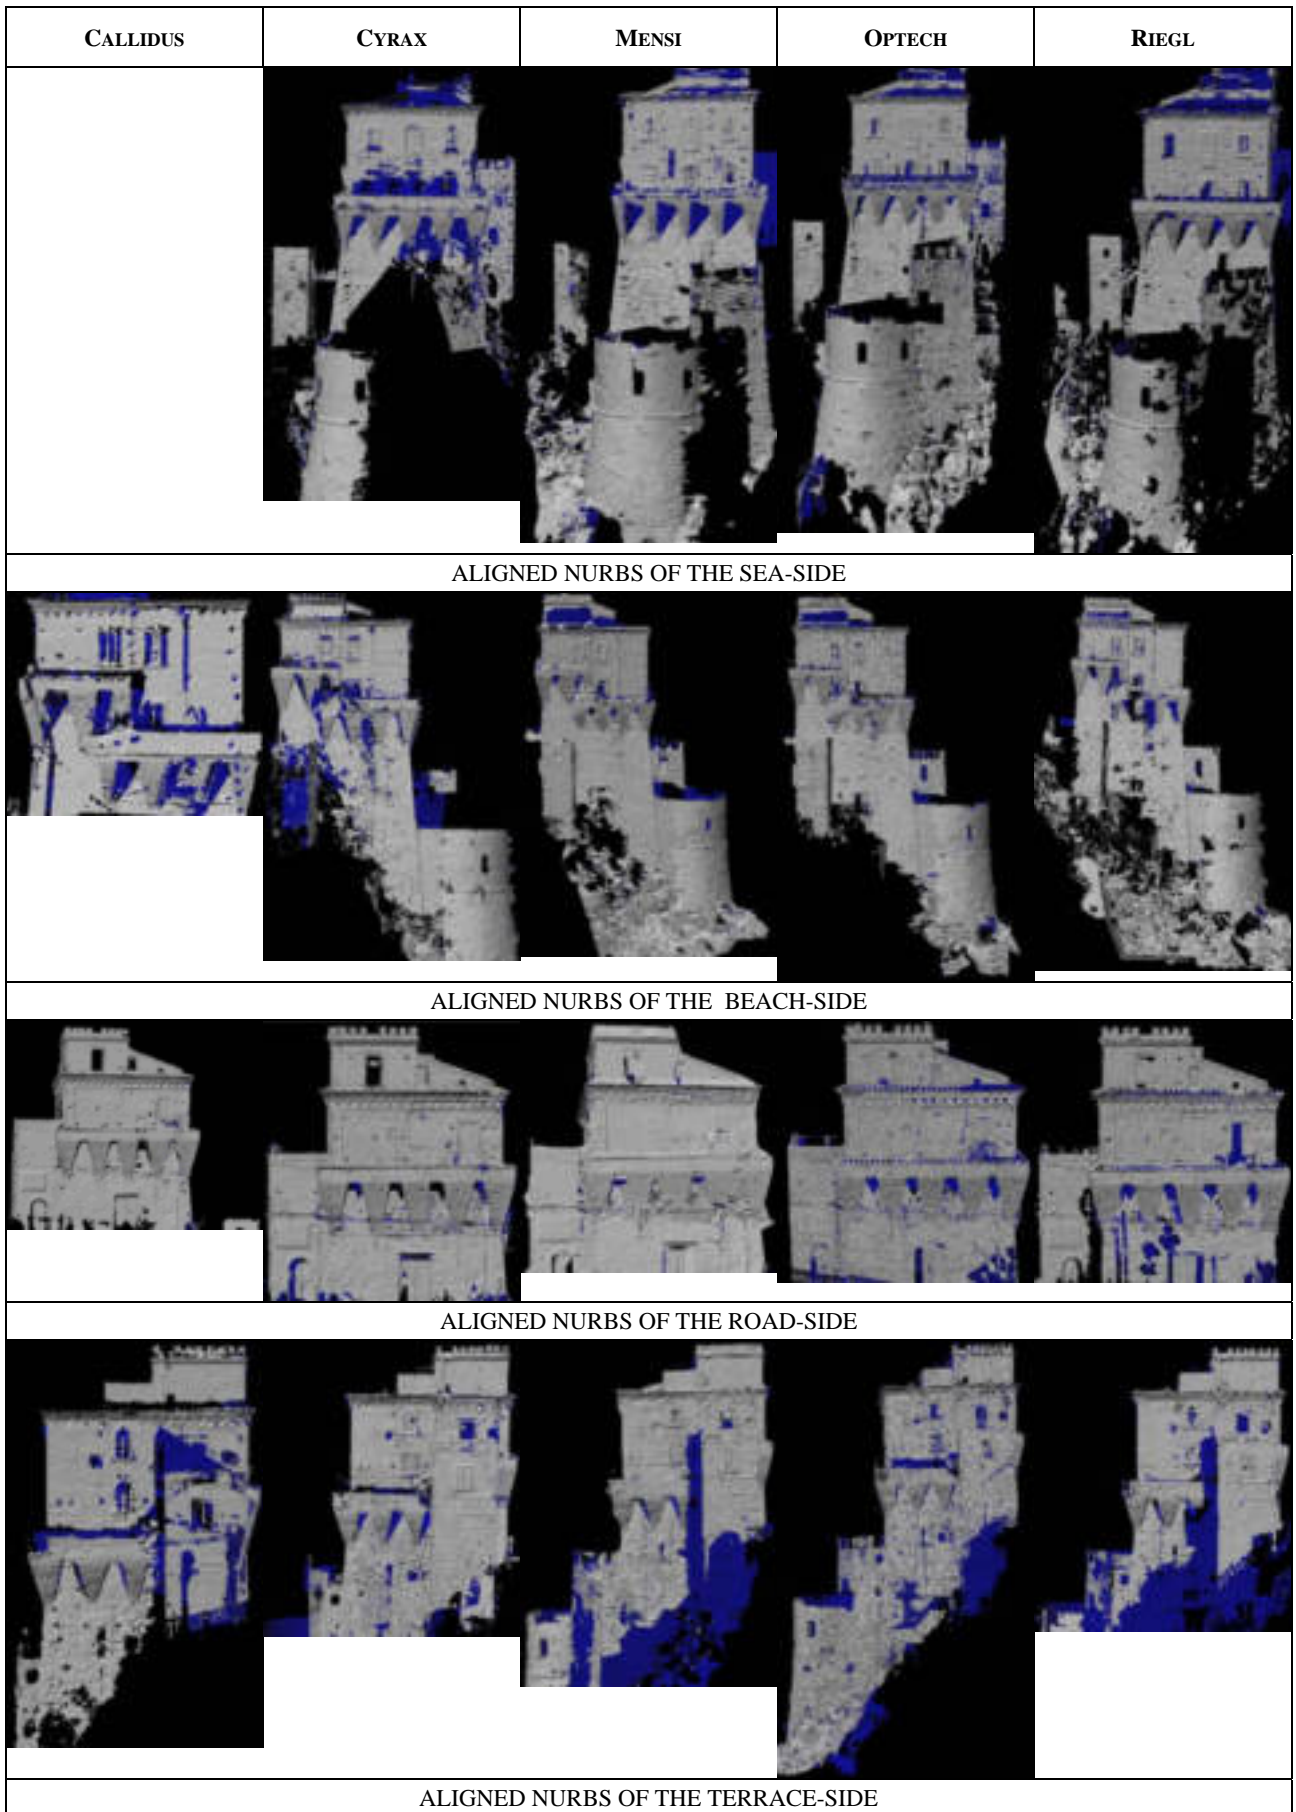 CALLIDUS CYRAX MENSI OPTECH RIEGL
ALIGNED NURBS OF THE SEA-SIDE
ALIGNED NURBS OF THE BEACH-SIDE
ALIGNED NURBS OF THE ROAD-SIDE
ALIGNED NURBS OF THE TERRACE-SIDE